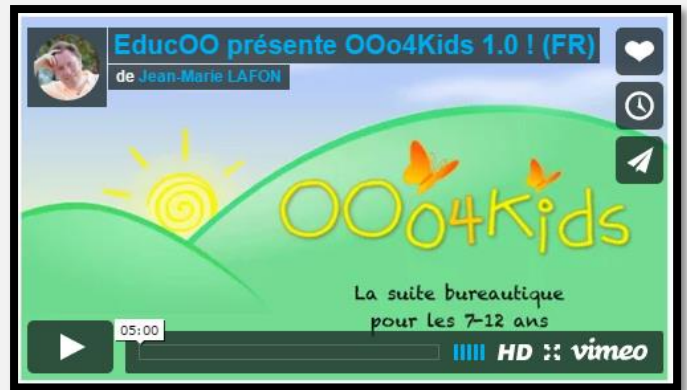 EducOO présente OOo4Kids 1.0 ! (FR)
de Jean-Marie LAFON
OOo4Kids
La suite bureautique
pour les 7-12 ans
05:00
HD vimeo